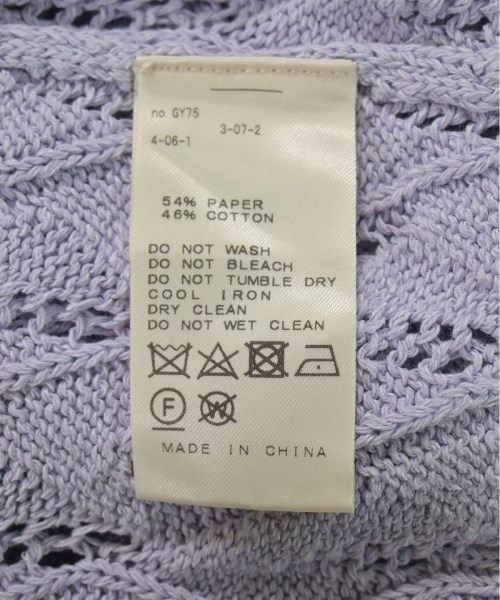 no. GY75
3-07-2
4-06-1
54% PAPER
46% COTTON
DO NOT WASH
DO NOT BLEACH
DO NOT TUMBLE DRY
COOL IRON
DRY CLEAN
DO NOT WET CLEAN
F W
MADE IN CHINA